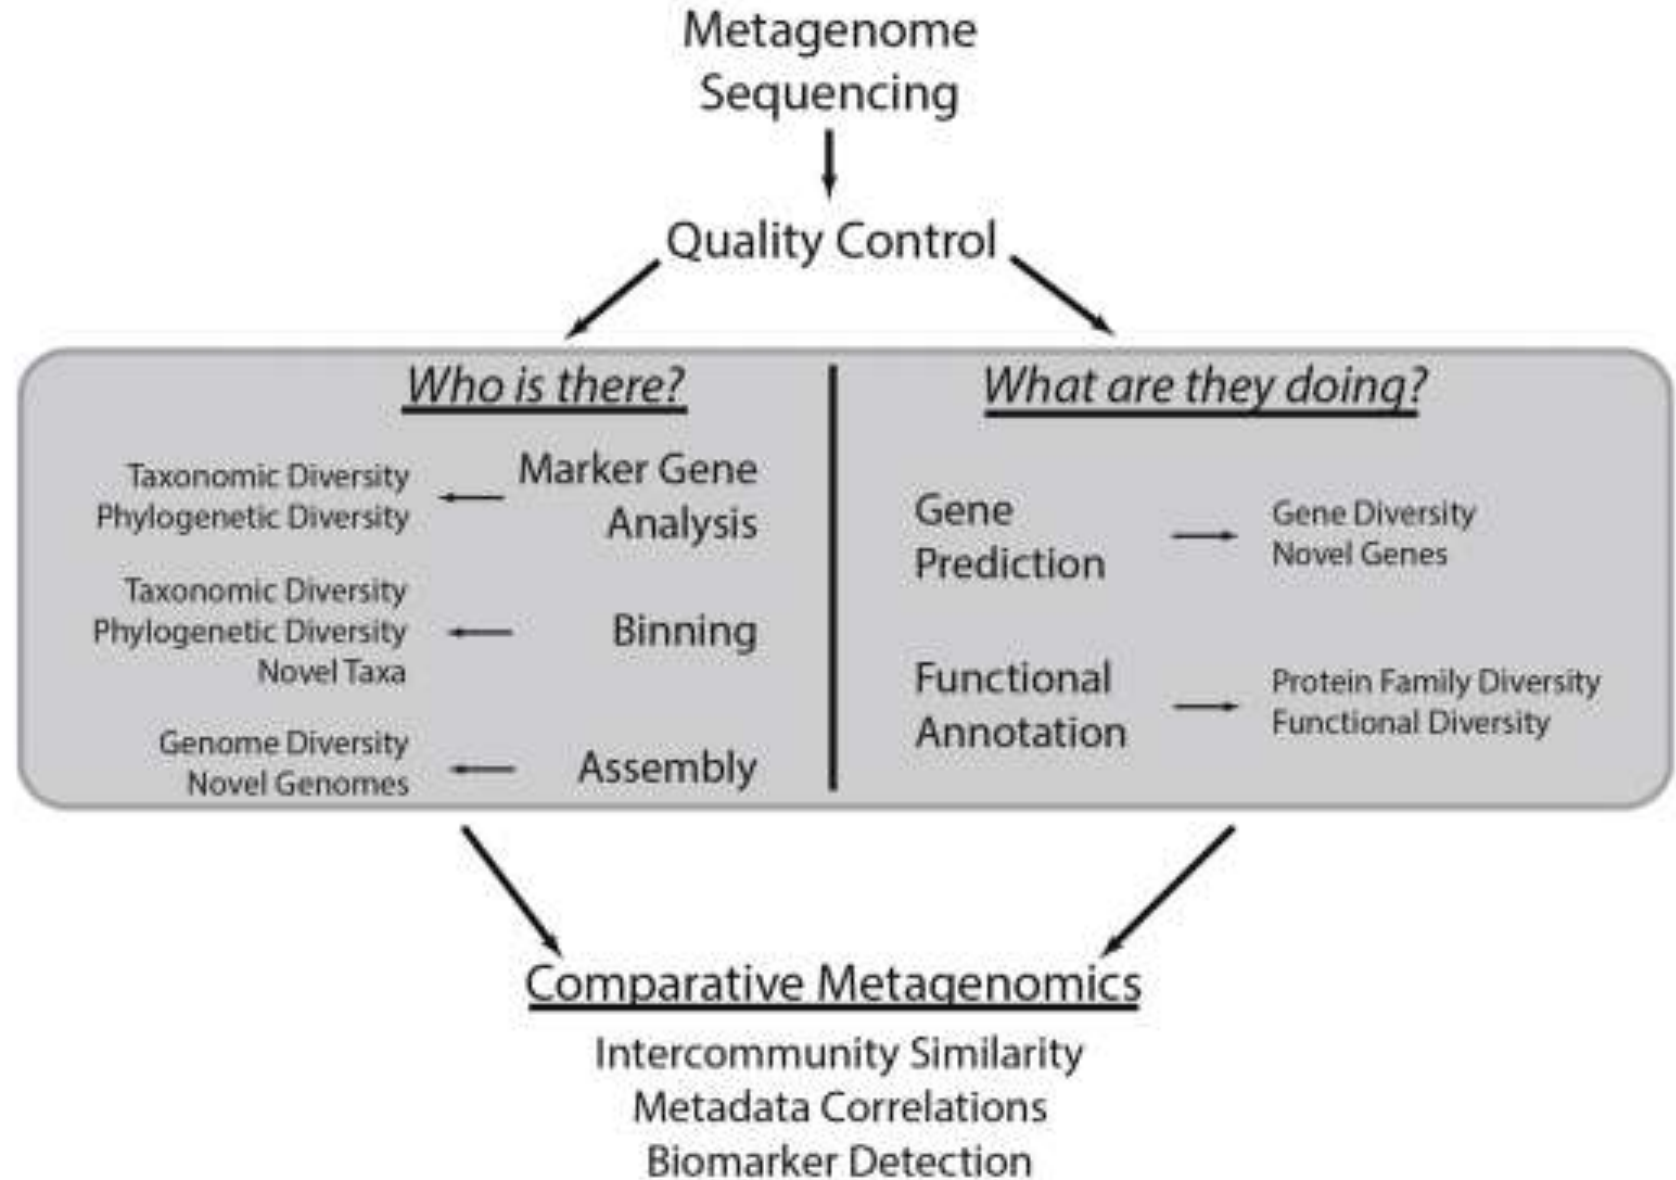 Metagenome
Sequencing
Quality Control
Who is there?
Taxonomic Diversity
Phylogenetic Diversity
Marker Gene
Analysis
Taxonomic Diversity
Phylogenetic Diversity
Novel Taxa
Binning
Genome Diversity
Novel Genomes
Assembly
What are they doing?
Gene
Prediction
Gene Diversity
Novel Genes
Functional
Annotation
Protein Family Diversity
Functional Diversity
Comparative Metagenomics
Intercommunity Similarity
Metadata Correlations
Biomarker Detection